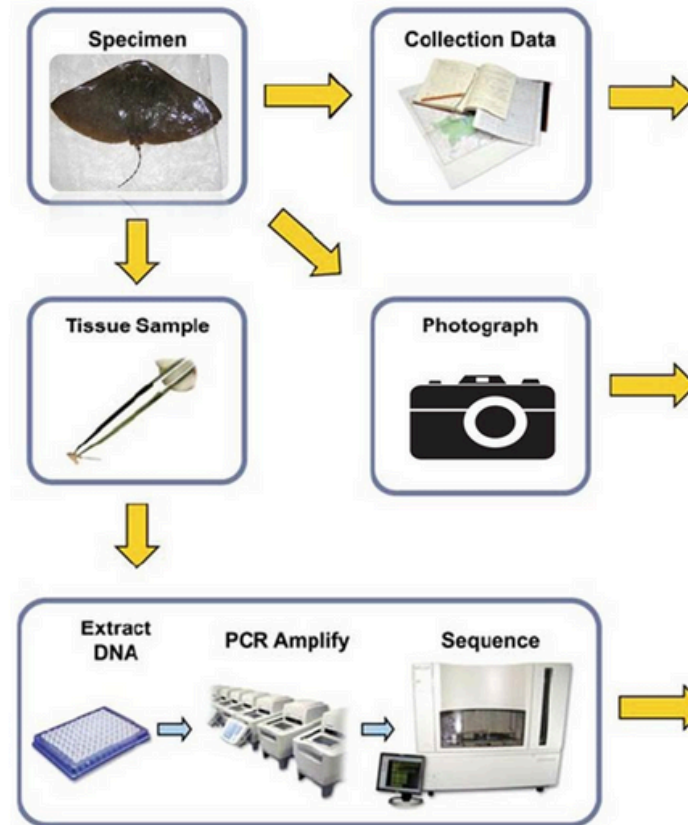 Specimen
Collection Data
Tissue Sample
Photograph
Extract
DNA
PCR Amplify
Sequence